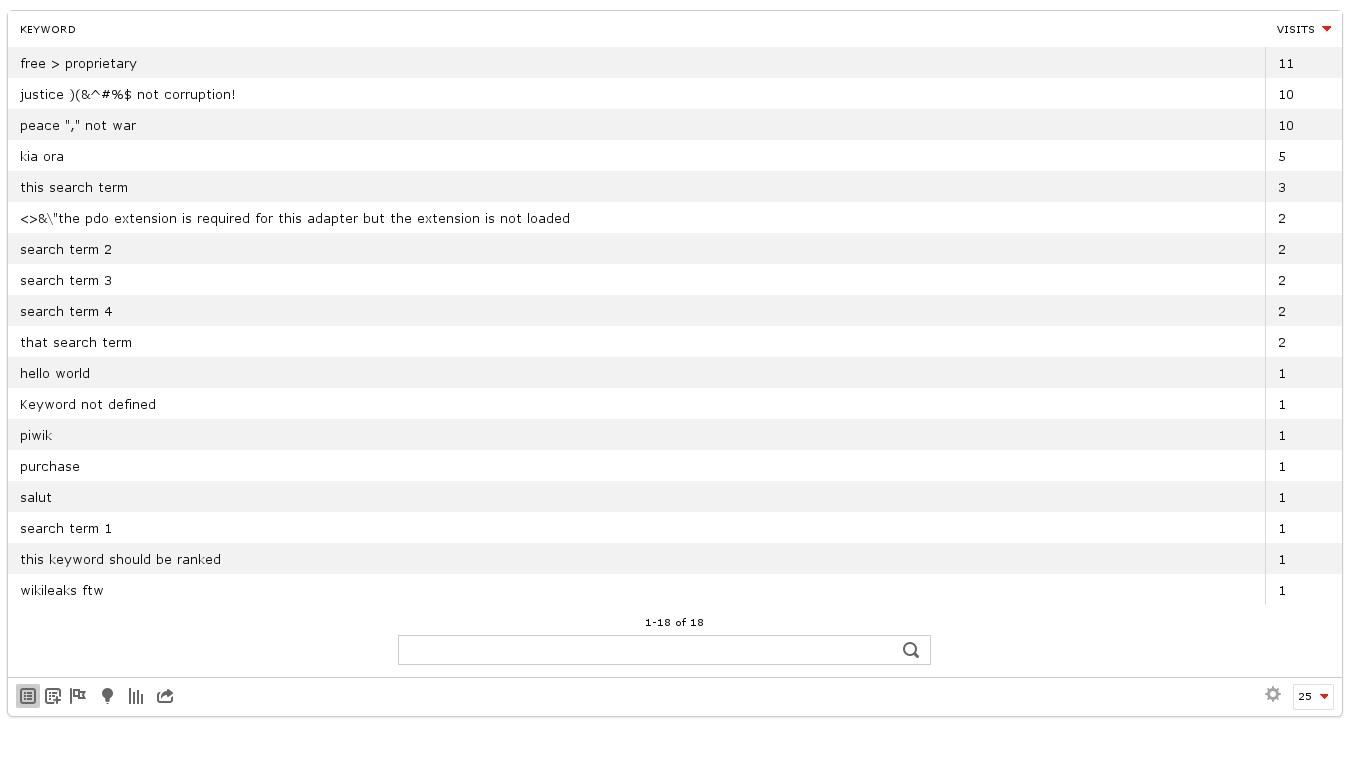 KEYWORD VISITS
free > proprietary 11
justice )(&^#%$ not corruption! 10
peace "," not war 10
kia ora 5
this search term 3
<>&\"the pdo extension is required for this adapter but the extension is not loaded 2
search term 2 2
search term 3 2
search term 4 2
that search term 2
hello world 1
Keyword not defined 1
piwik 1
purchase 1
salut 1
search term 1 1
this keyword should be ranked 1
wikileaks ftw 1
1-18 of 18
25